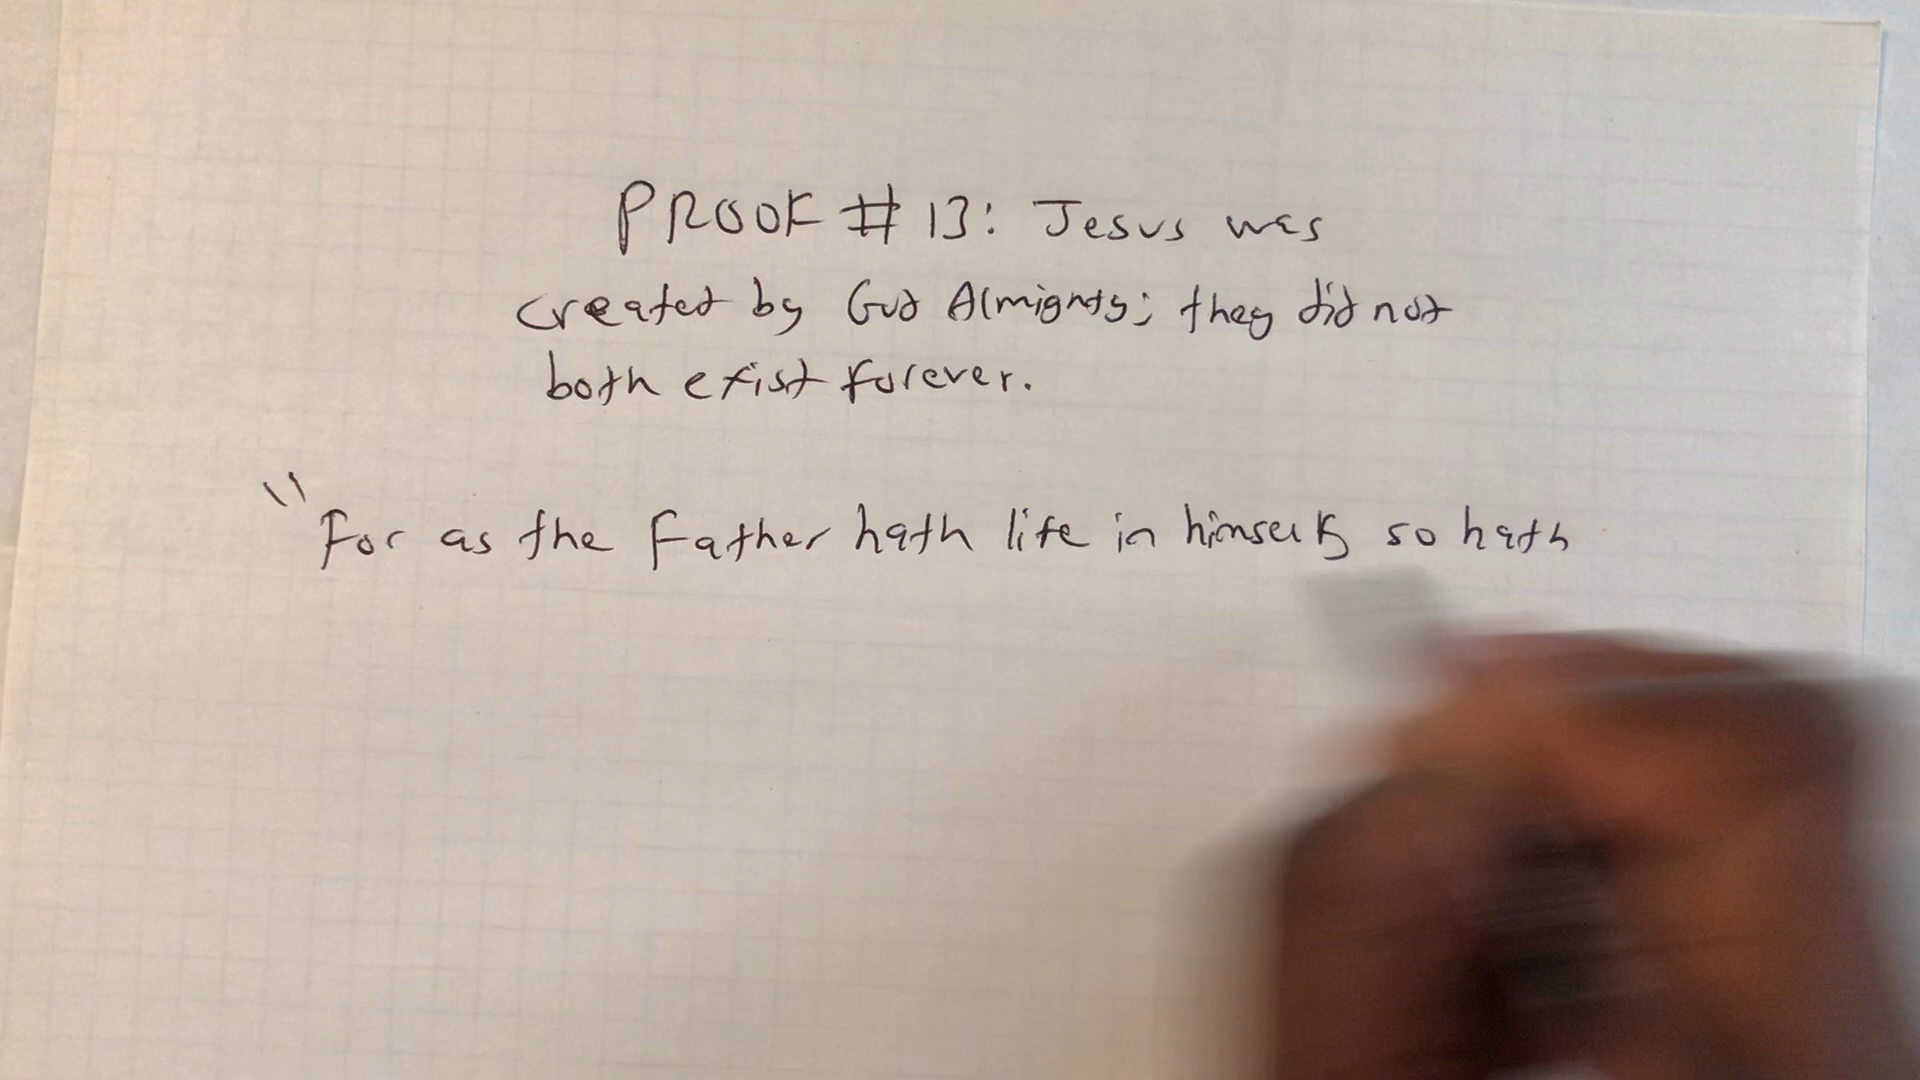 PROOF # 13: Jesus was
created by God Almighty; they did not
both exist forever.
"For as the Father hath life in himself, so hath